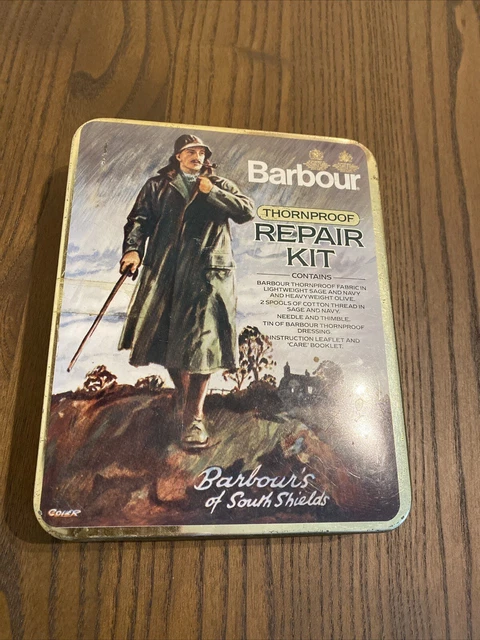 Barbour
THORNPROOF
REPAIR
KIT
CONTAINS
BARBOUR THORNPROOF FABRIC IN
LIGHTWEIGHT SAGE AND NAVY
AND HEAVYWEIGHT OLIVE.
2 SPOOLS OF COTTON THREAD IN
SAGE AND NAVY.
NEEDLE AND THIMBLE.
TIN OF BARBOUR THORNPROOF
DRESSING.
INSTRUCTION LEAFLET AND
'CARE' BOOKLET.
Barbour's
of South Shields